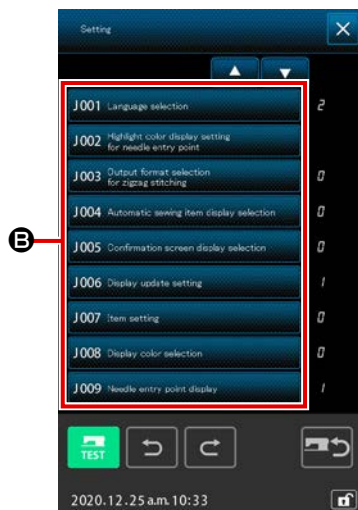 Setting
J001 Language selection 2
J002 Highlight color display setting
for needle entry point
J003 Output format selection
for zigzag stitching 0
J004 Automatic sewing item display selection 0
B
J005 Confirmation screen display selection 0
J006 Display update setting 1
J007 Item setting 0
J008 Display color selection 0
J009 Needle entry point display 1
TEST
2020.12.25 a.m. 10:33